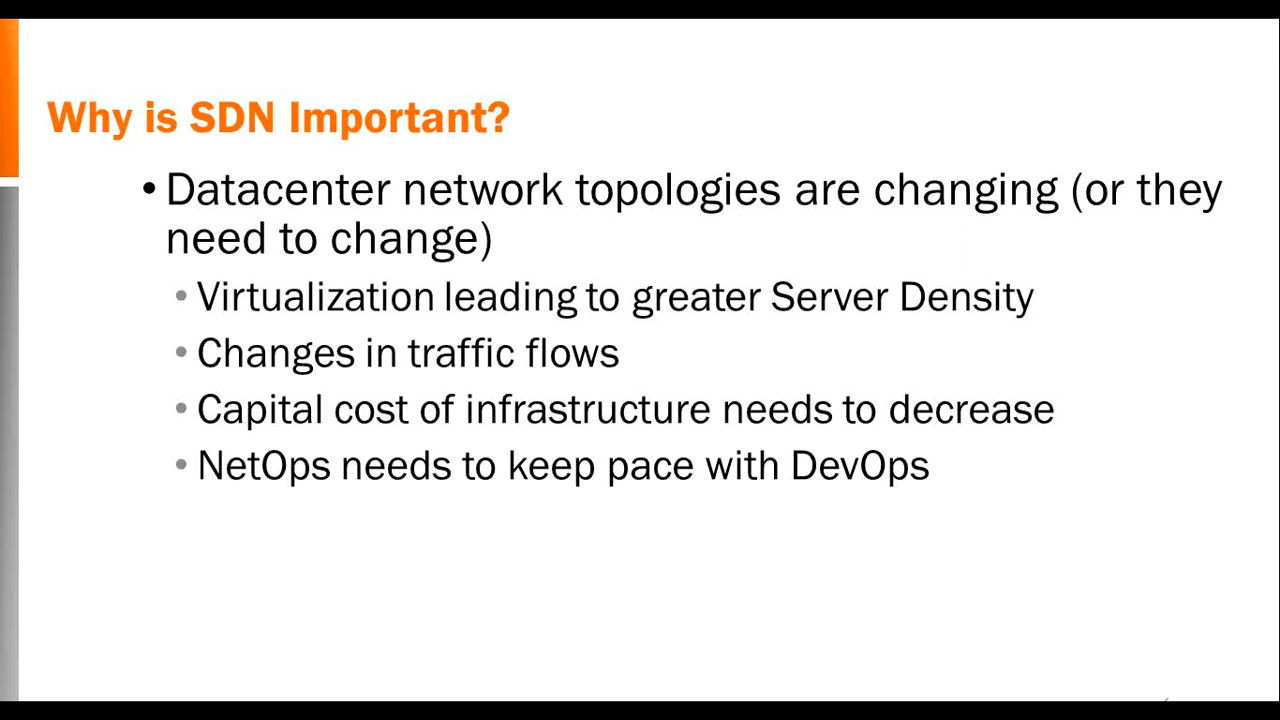 Why is SDN Important?
• Datacenter network topologies are changing (or they
need to change)
• Virtualization leading to greater Server Density
• Changes in traffic flows
• Capital cost of infrastructure needs to decrease
• NetOps needs to keep pace with DevOps